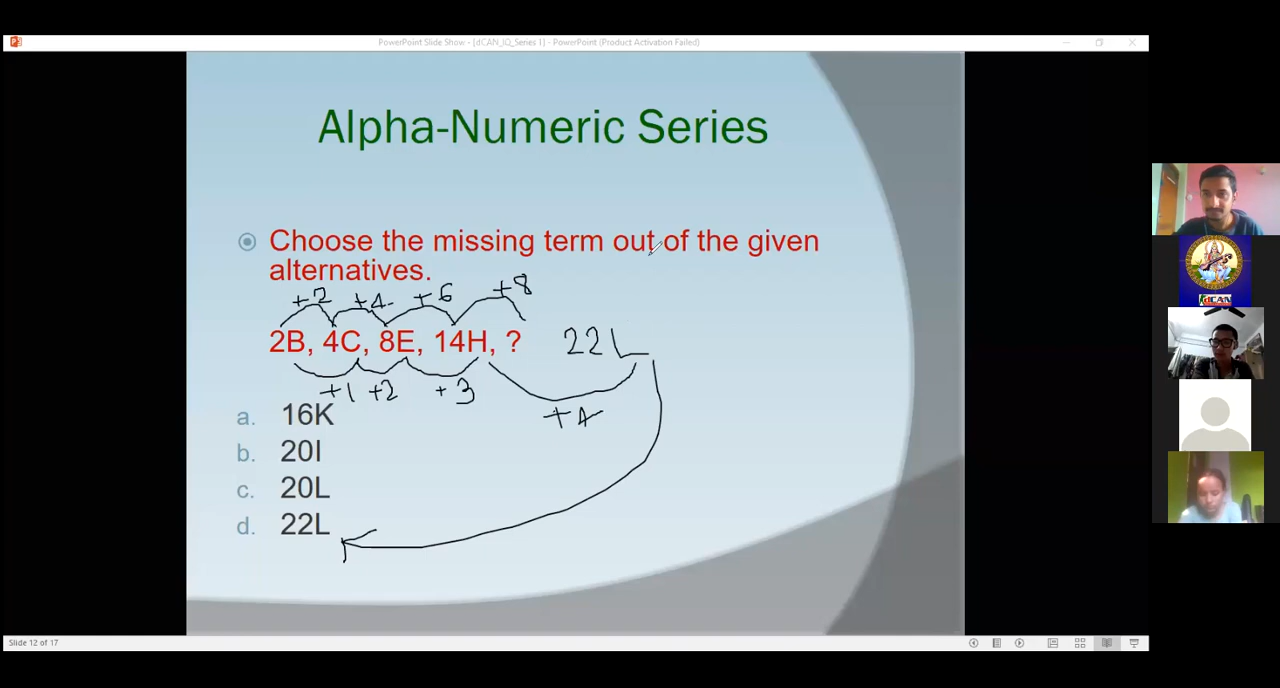 PowerPoint Slide Show - [dCAN_IQ_Series I] - PowerPoint (Product Activation Failed)
Alpha-Numeric Series
Choose the missing term out of the given
alternatives.
+2 +4 +6 +8
2B, 4C, 8E, 14H, ? 22L
+1 +2 +3 +4
a. 16K
b. 20I
c. 20L
d. 22L
dCAN
Slide 12 of 17